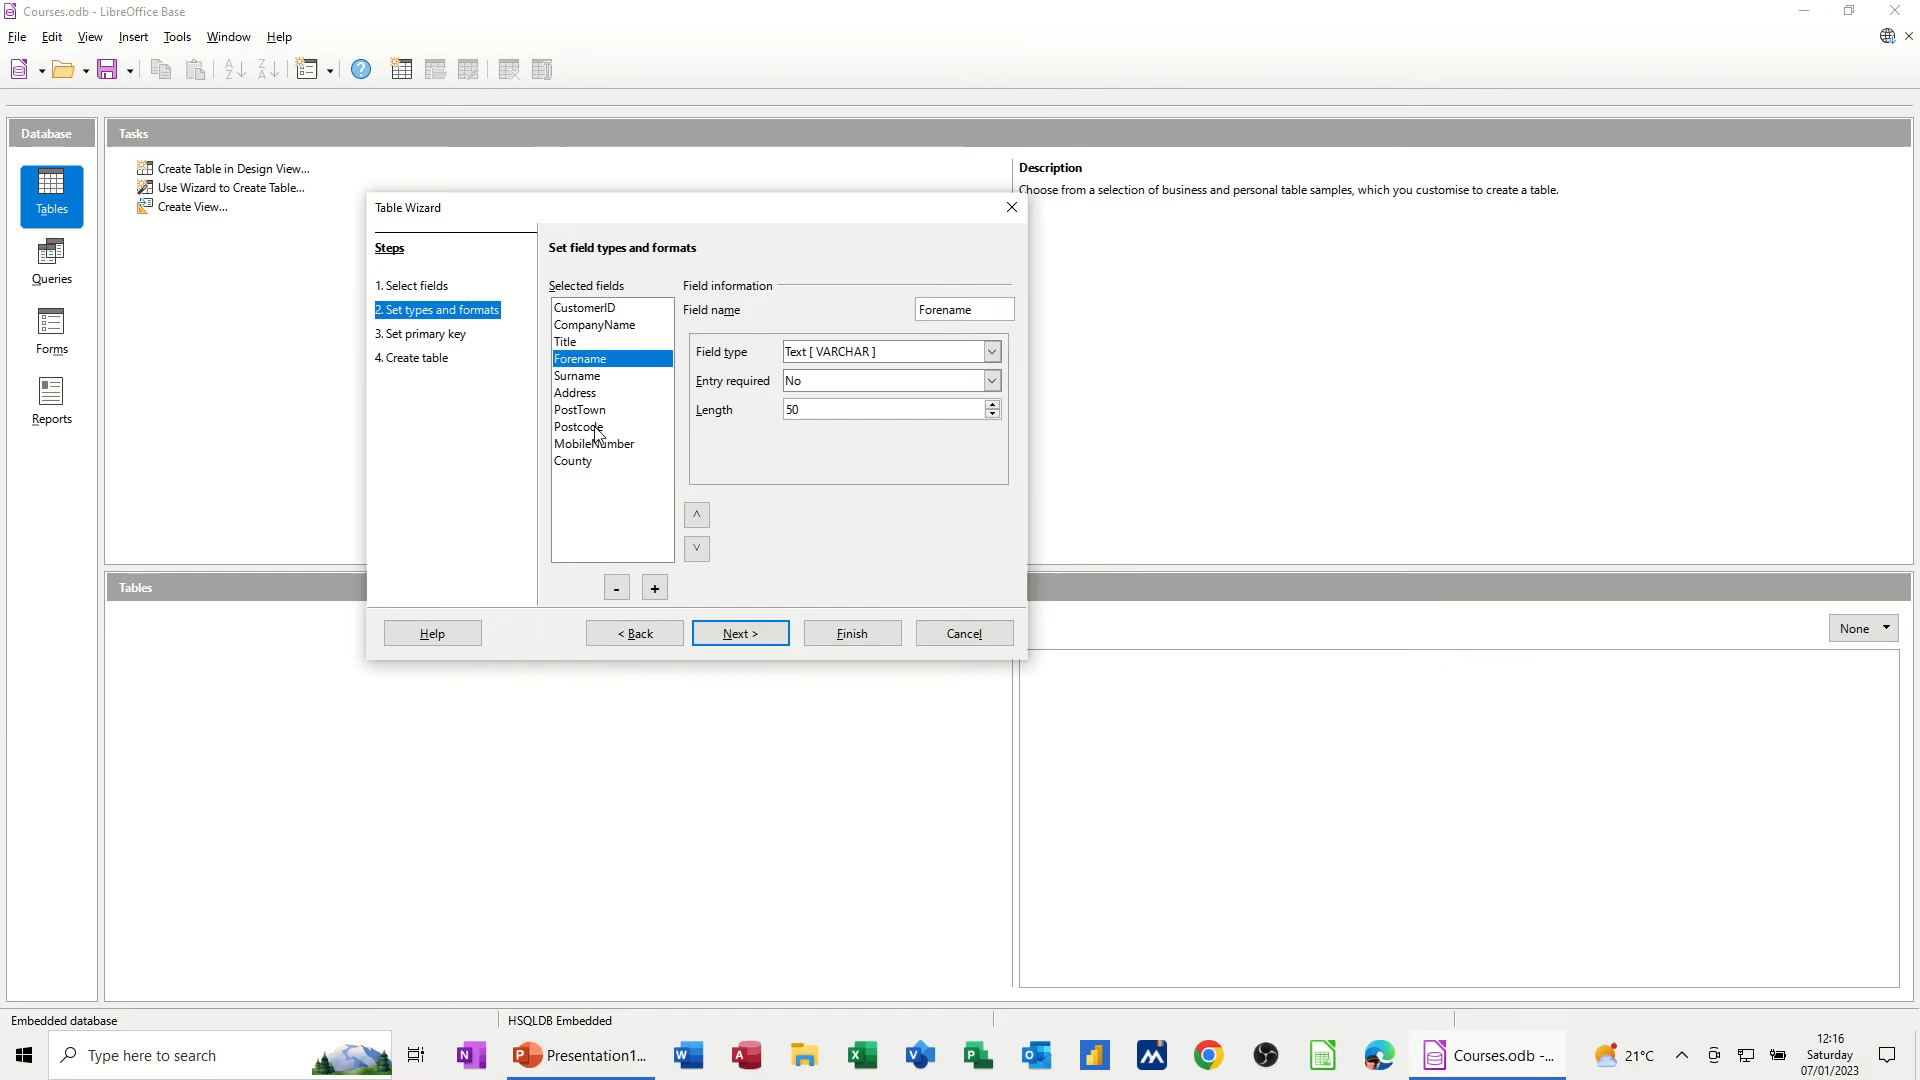 Courses.odb - LibreOffice Base
File Edit View Insert Tools Window Help
Database
Tables
Queries
Forms
Reports
Tasks
Create Table in Design View...
Use Wizard to Create Table...
Create View...
Description
Choose from a selection of business and personal table samples, which you customise to create a table.
Table Wizard
Steps
1. Select fields
2. Set types and formats
3. Set primary key
4. Create table
Set field types and formats
Selected fields
CustomerID
CompanyName
Title
Forename
Surname
Address
PostTown
Postcode
MobileNumber
County
- +
Field information
Field name Forename
Field type Text [ VARCHAR ]
Entry required No
Length 50
Help < Back Next > Finish Cancel
Tables
None
Embedded database HSQLDB Embedded
Type here to search
Presentation1...
Courses.odb -...
21°C
12:16
Saturday
07/01/2023